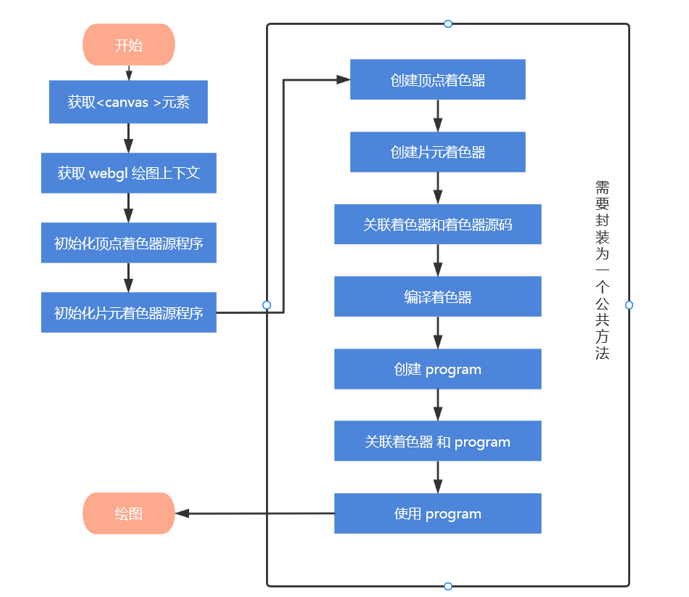 开始
获取<canvas >元素
获取 webgl 绘图上下文
初始化顶点着色器源程序
初始化片元着色器源程序
创建顶点着色器
创建片元着色器
关联着色器和着色器源码
编译着色器
创建 program
关联着色器 和 program
使用 program
绘图
需要封装为一个公共方法